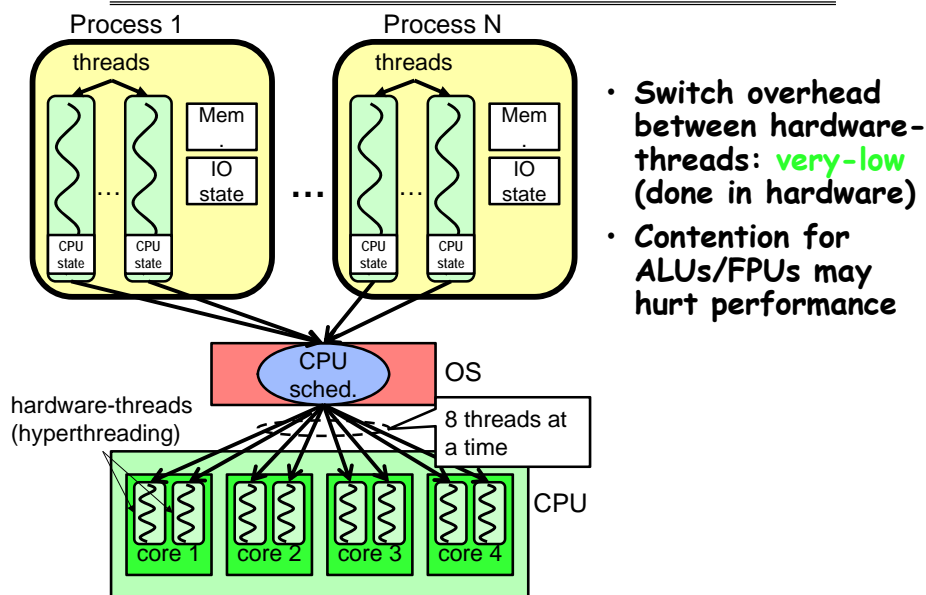 Process 1
threads
Mem
.
IO
state
...
CPU
state
CPU
state
...
Process N
threads
Mem
.
IO
state
...
CPU
state
CPU
state
• Switch overhead
between hardware-
threads: very-low
(done in hardware)
• Contention for
ALUs/FPUs may
hurt performance
CPU
sched.
OS
hardware-threads
(hyperthreading)
8 threads at
a time
CPU
core 1
core 2
core 3
core 4